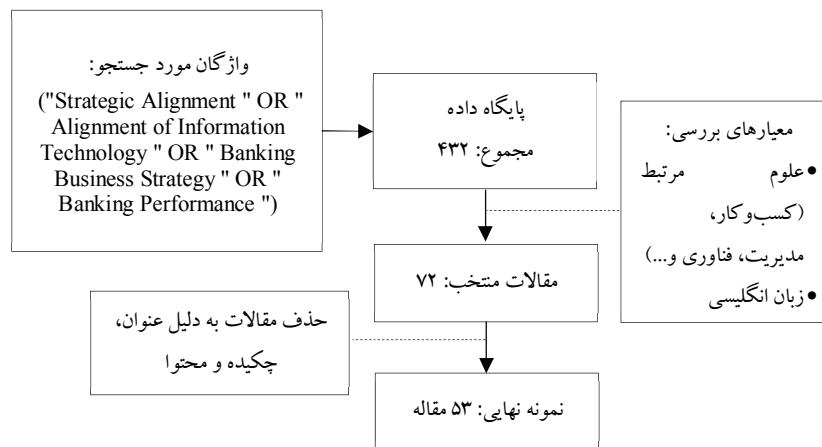 واژگان مورد جستجو:
("Strategic Alignment " OR "
Alignment of Information
Technology " OR " Banking
Business Strategy " OR "
Banking Performance ")
پایگاه داده
مجموع: ۴۳۲
معیارهای بررسی:
•علوم مرتبط
(کسب‌وکار،
مدیریت، فناوری و...)
•زبان انگلیسی
مقالات منتخب: ۷۲
حذف مقالات به دلیل عنوان،
چکیده و محتوا
نمونه نهایی: ۵۳ مقاله